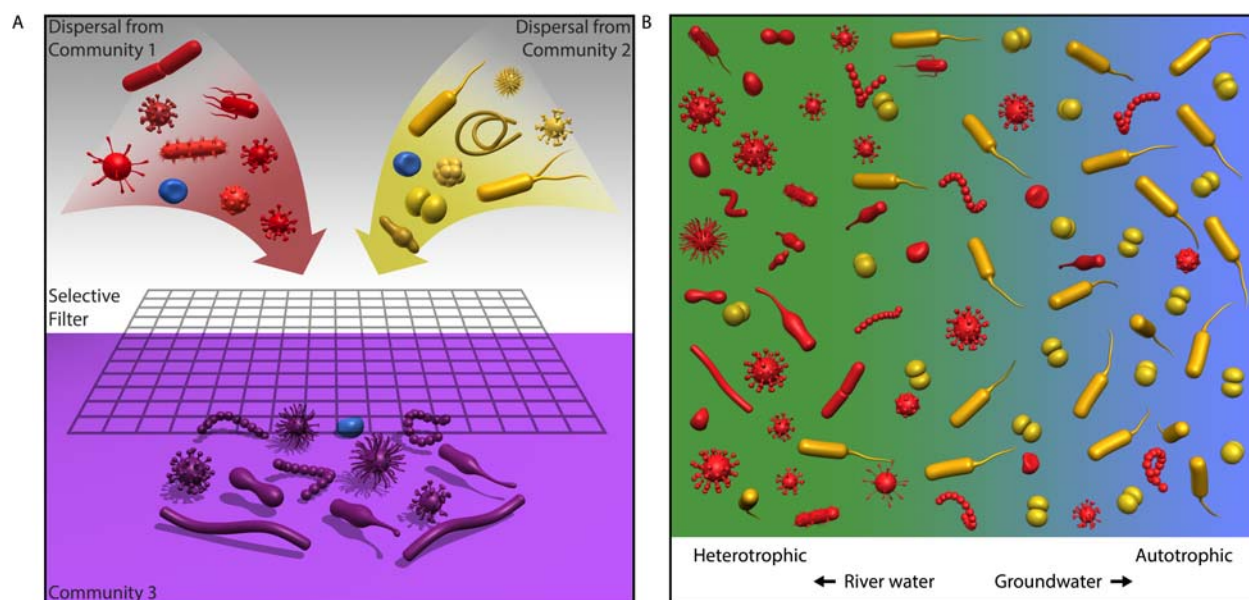 A
Dispersal from
Community 1
Dispersal from
Community 2
Selective
Filter
Community 3
B
Heterotrophic
Autotrophic
← River water
Groundwater →